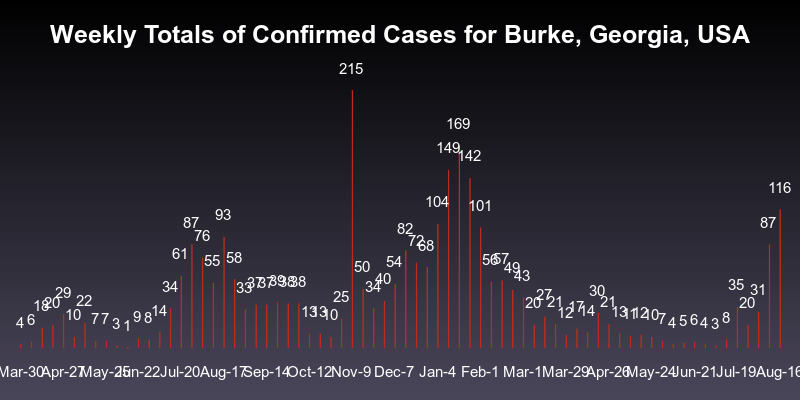 Weekly Totals of Confirmed Cases for Burke, Georgia, USA
4 6 18 20 29 10 22 7 7 3 1 9 8 14 34 61 87 76 55 93 58 33 37 37 39 38 38 13 13 10 25 215 50 34 40 54 82 72 68 104 149 169 142 101 56 57 49 43 20 27 21 12 17 14 30 21 13 11 12 10 7 4 5 6 4 3 8 35 20 31 87 116
Mar-30 Apr-27 May-25 Jun-22 Jul-20 Aug-17 Sep-14 Oct-12 Nov-9 Dec-7 Jan-4 Feb-1 Mar-1 Mar-29 Apr-26 May-24 Jun-21 Jul-19 Aug-16